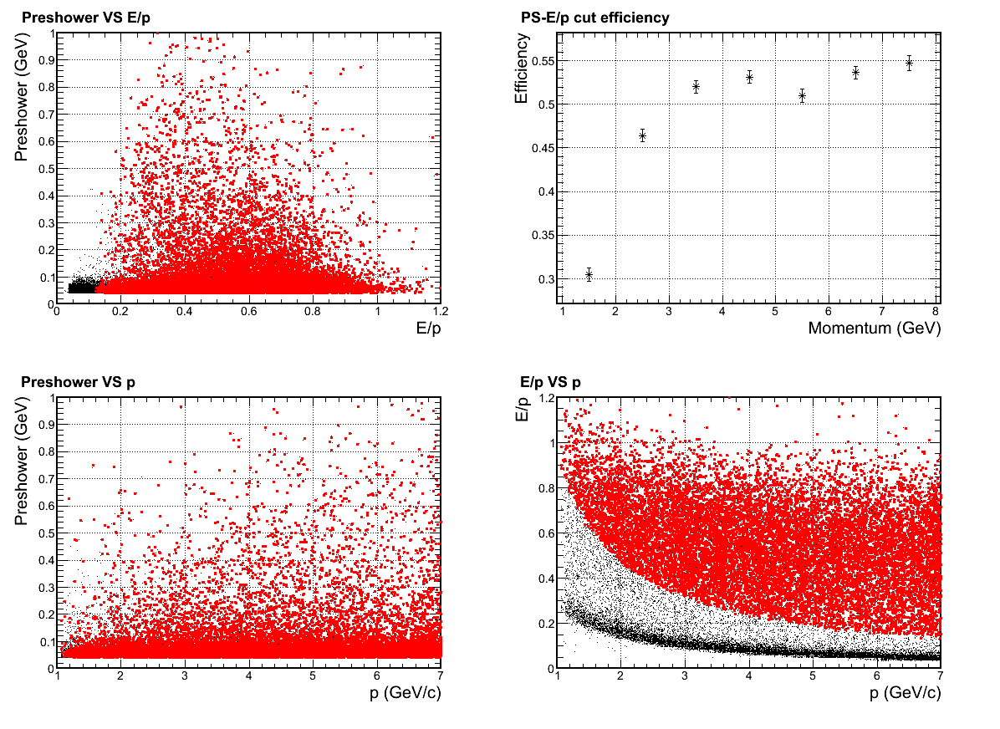 Preshower VS E/p
Preshower (GeV)
1
0.9
0.8
0.7
0.6
0.5
0.4
0.3
0.2
0.1
0
0 0.2 0.4 0.6 0.8 1 1.2
E/p
PS-E/p cut efficiency
Efficiency
0.55
0.5
0.45
0.4
0.35
0.3
1 2 3 4 5 6 7 8
Momentum (GeV)
Preshower VS p
Preshower (GeV)
1
0.9
0.8
0.7
0.6
0.5
0.4
0.3
0.2
0.1
0
1 2 3 4 5 6 7
p (GeV/c)
E/p VS p
E/p
1.2
1
0.8
0.6
0.4
0.2
0
1 2 3 4 5 6 7
p (GeV/c)